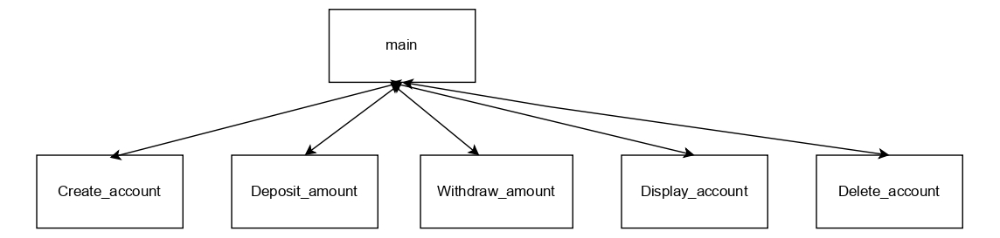 main
Create_account
Deposit_amount
Withdraw_amount
Display_account
Delete_account